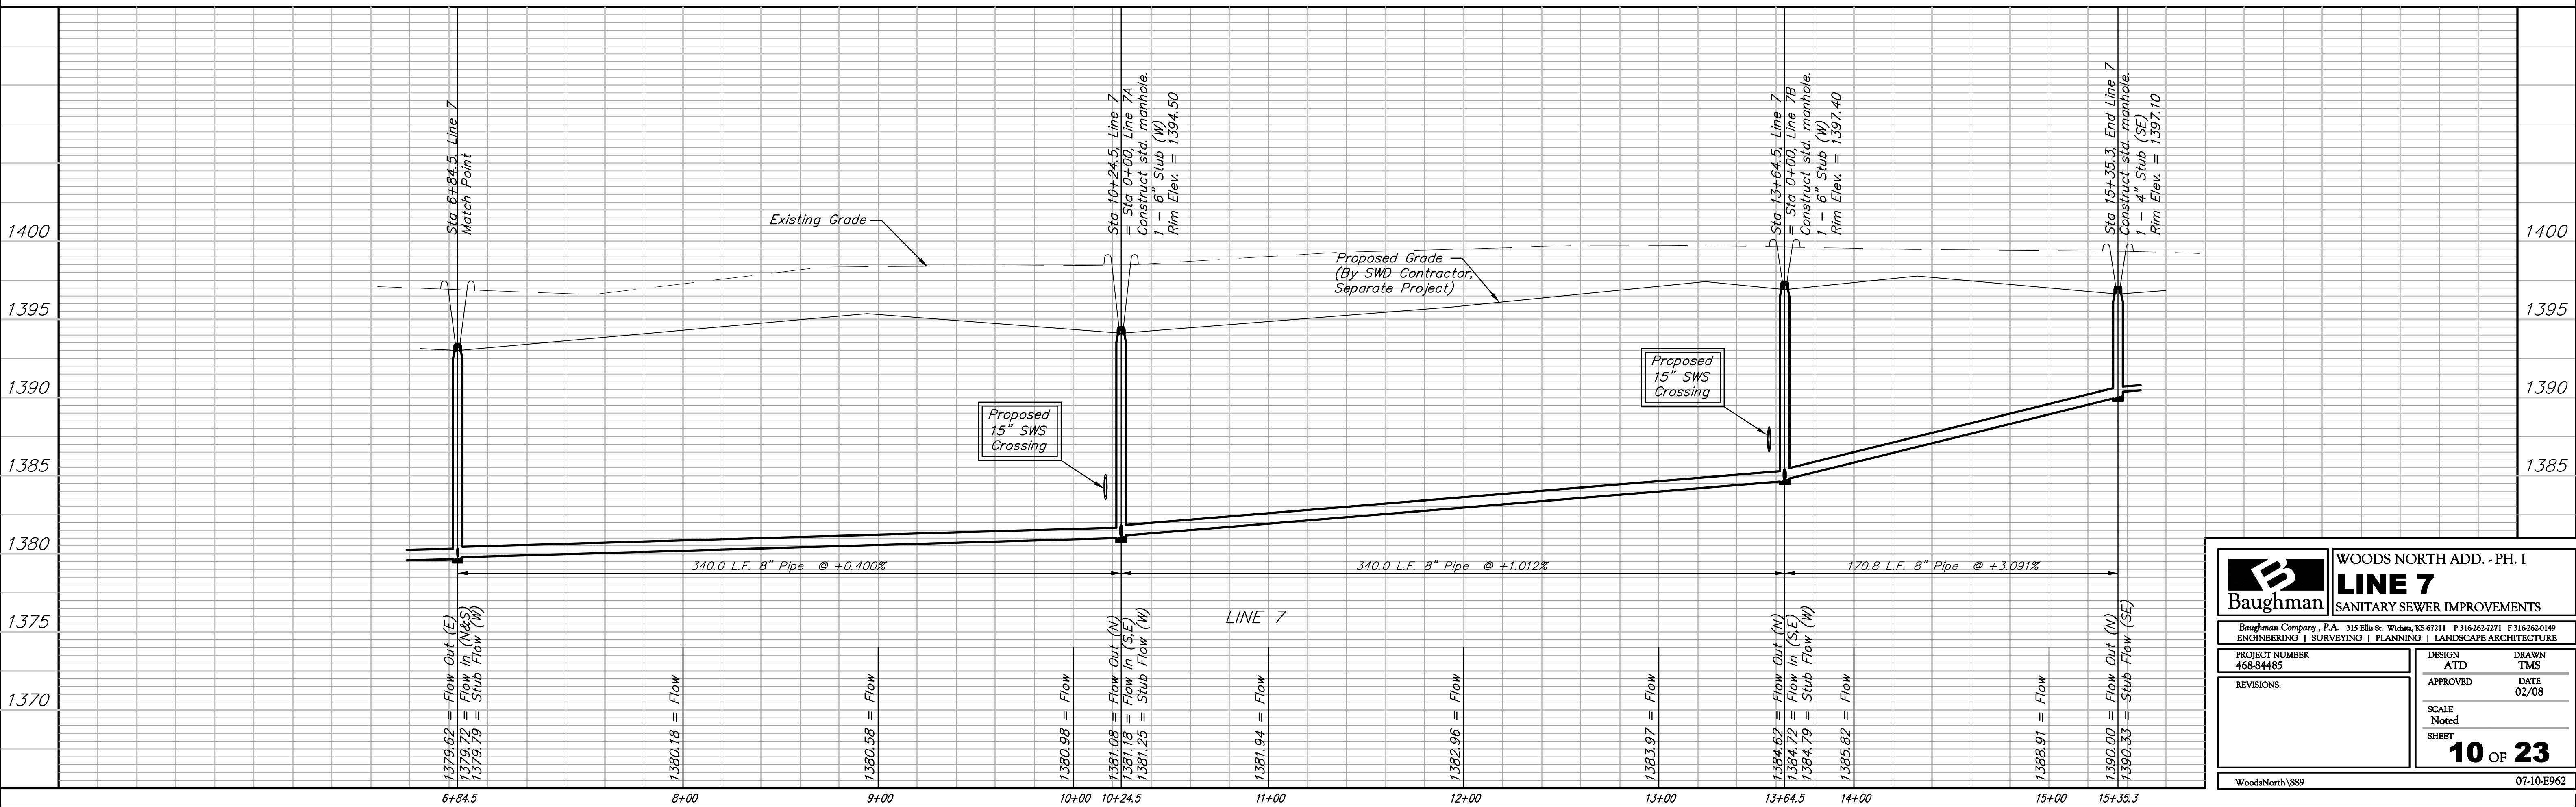 Sta 6+84.5, Line 7
Match Point
Sta 10+24.5, Line 7
= Sta 0+00, Line 7A
Construct std. manhole.
1 - 6" Stub (W)
Rim Elev. = 1394.50
Sta 13+64.5, Line 7
= Sta 0+00, Line 7B
Construct std. manhole.
1 - 6" Stub (W)
Rim Elev. = 1397.40
Sta 15+35.3, End Line 7
Construct std. manhole.
1 - 4" Stub (SE)
Rim Elev. = 1397.10
1400
1395
1390
1385
1380
1375
1370
1400
1395
1390
1385
Existing Grade
Proposed Grade
(By SWD Contractor,
Separate Project)
Proposed
15" SWS
Crossing
Proposed
15" SWS
Crossing
340.0 L.F. 8" Pipe @ +0.400%
340.0 L.F. 8" Pipe @ +1.012%
170.8 L.F. 8" Pipe @ +3.091%
LINE 7
1379.62 = Flow Out (E)
1379.72 = Flow In (N&S)
1379.79 = Stub Flow (W)
1380.18 = Flow
1380.58 = Flow
1380.98 = Flow
1381.08 = Flow Out (N)
1381.18 = Flow In (S,E)
1381.25 = Stub Flow (W)
1381.94 = Flow
1382.96 = Flow
1383.97 = Flow
1384.62 = Flow Out (N)
1384.72 = Flow In (S,E)
1384.79 = Stub Flow (W)
1385.82 = Flow
1388.91 = Flow
1390.00 = Flow Out (N)
1390.33 = Stub Flow (SE)
6+84.5
8+00
9+00
10+00
10+24.5
11+00
12+00
13+00
13+64.5
14+00
15+00
15+35.3
B
Baughman
WOODS NORTH ADD. - PH. I
LINE 7
SANITARY SEWER IMPROVEMENTS
Baughman Company, P.A. 315 Ellis St. Wichita, KS 67211 P 316-262-7271 F 316-262-0149
ENGINEERING | SURVEYING | PLANNING | LANDSCAPE ARCHITECTURE
PROJECT NUMBER
468-84485
REVISIONS:
DESIGN
ATD
DRAWN
TMS
APPROVED
DATE
02/08
SCALE
Noted
SHEET
10 OF 23
WoodsNorth\SS9
07-10-E962